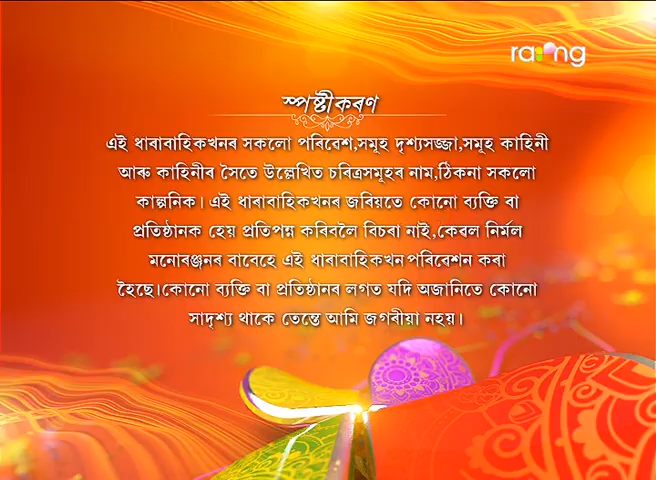 স্পষ্টীকৰণ
এই ধাৰাবাহিকখনৰ সকলো পৰিৱেশ,সমূহ দৃশ্যসজ্জা,সমূহ কাহিনী
আৰু কাহিনীৰ সৈতে উল্লেখিত চৰিত্ৰসমূহৰ নাম,ঠিকনা সকলো
কাল্পনিক। এই ধাৰাবাহিকখনৰ জৰিয়তে কোনো ব্যক্তি বা
প্ৰতিষ্ঠানক হেয় প্ৰতিপন্ন কৰিবলৈ বিচৰা নাই,কেৱল নিৰ্মল
মনোৰঞ্জনৰ বাবেহে এই ধাৰাবাহিকখন পৰিৱেশন কৰা
হৈছে।কোনো ব্যক্তি বা প্ৰতিষ্ঠানৰ লগত যদি অজানিতে কোনো
সাদৃশ্য থাকে তেন্তে আমি জগৰীয়া নহয়।